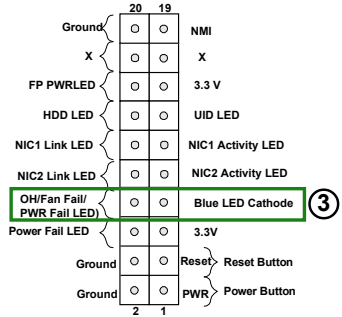 20 19
Ground NMI
X X
FP PWRLED 3.3 V
HDD LED UID LED
NIC1 Link LED NIC1 Activity LED
NIC2 Link LED NIC2 Activity LED
OH/Fan Fail/
PWR Fail LED) Blue LED Cathode 3
Power Fail LED 3.3V
Ground Reset Reset Button
Ground PWR Power Button
2 1